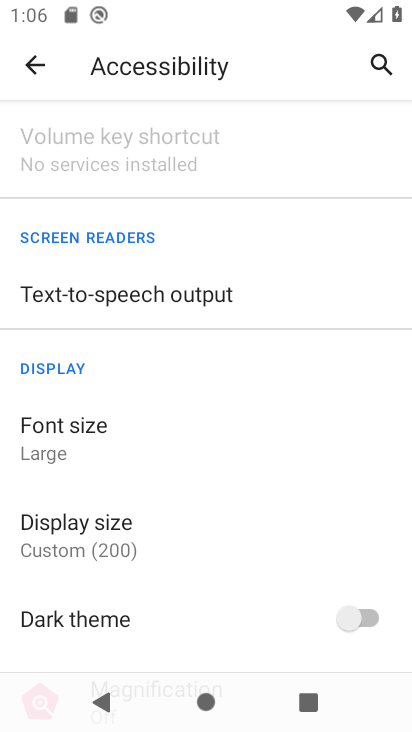 1:06
Accessibility
Volume key shortcut
No services installed
SCREEN READERS
Text-to-speech output
DISPLAY
Font size
Large
Display size
Custom (200)
Dark theme
Magnification
Off